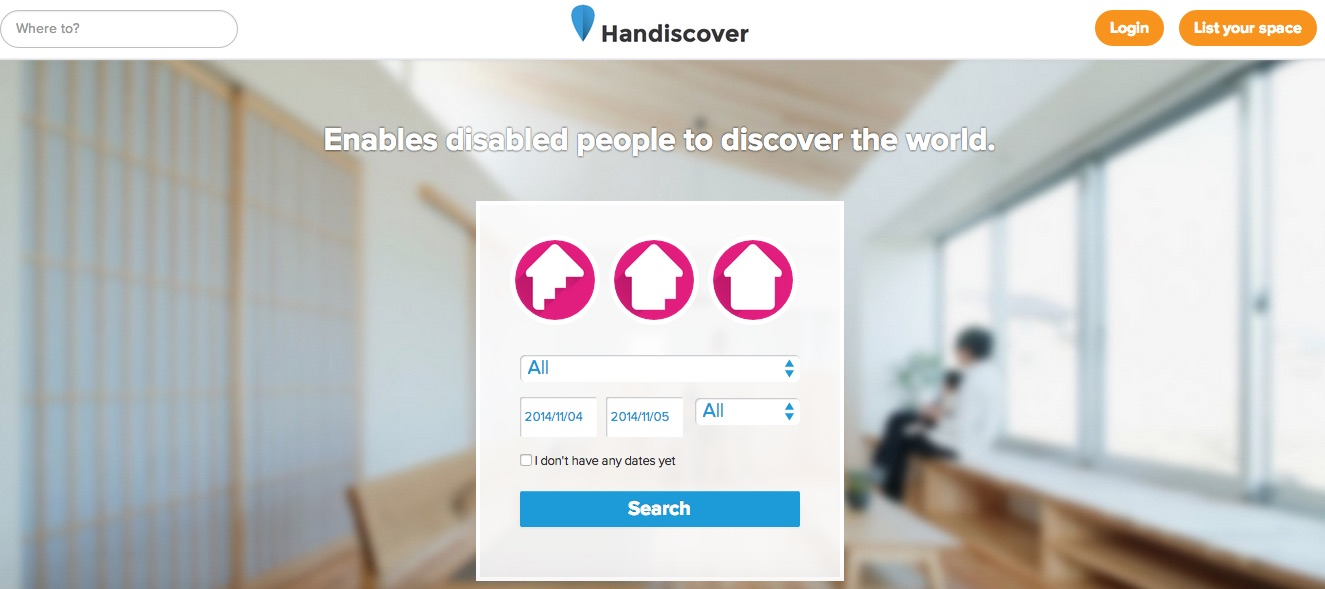 Where to?
Handiscover
Login
List your space
Enables disabled people to discover the world.
All
2014/11/04
2014/11/05
All
I don't have any dates yet
Search